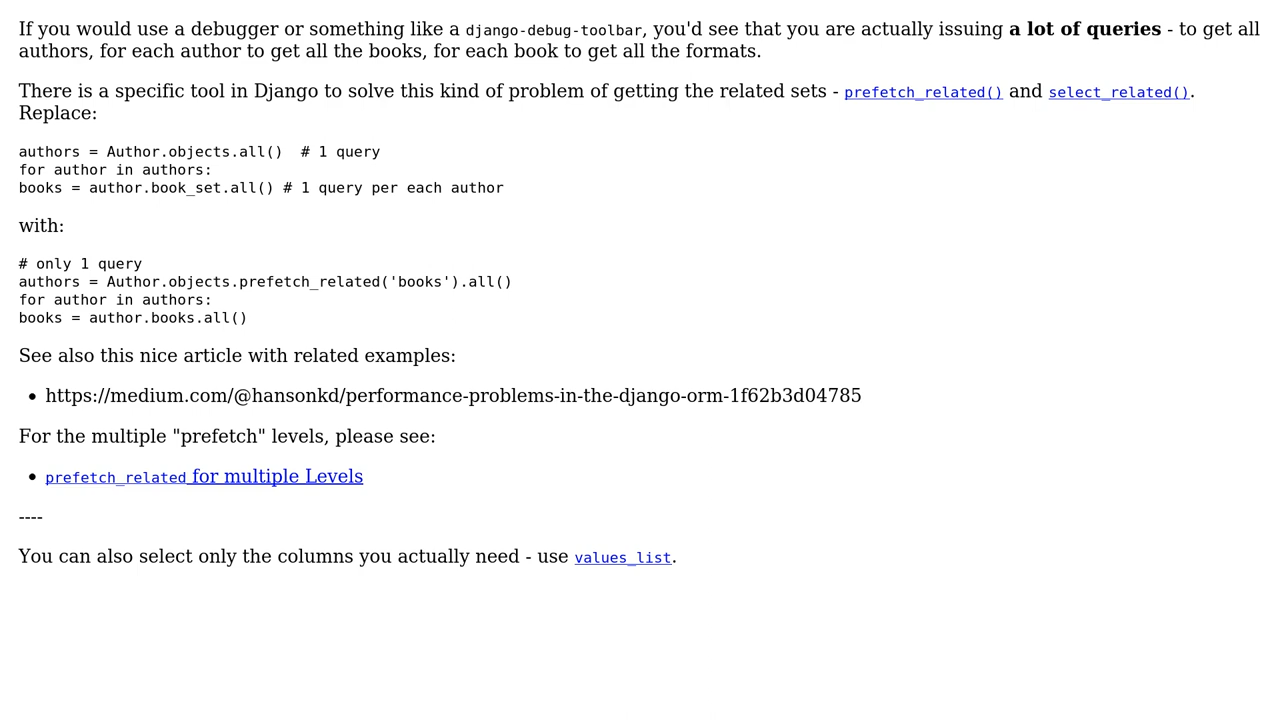 If you would use a debugger or something like a django-debug-toolbar, you'd see that you are actually issuing a lot of queries - to get all
authors, for each author to get all the books, for each book to get all the formats.
There is a specific tool in Django to solve this kind of problem of getting the related sets - prefetch_related() and select_related().
Replace:
authors = Author.objects.all()  # 1 query
for author in authors:
books = author.book_set.all() # 1 query per each author
with:
# only 1 query
authors = Author.objects.prefetch_related('books').all()
for author in authors:
books = author.books.all()
See also this nice article with related examples:
• https://medium.com/@hansonkd/performance-problems-in-the-django-orm-1f62b3d04785
For the multiple "prefetch" levels, please see:
• prefetch_related for multiple Levels
----
You can also select only the columns you actually need - use values_list.